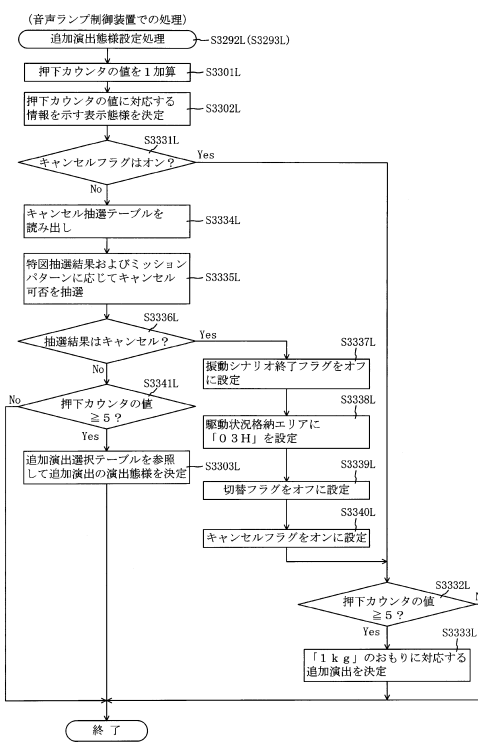 (音声ランプ制御装置での処理)
追加演出態様設定処理
S3292L(S3293L)
押下カウンタの値を1加算
S3301L
押下カウンタの値に対応する
情報を示す表示態様を決定
S3302L
S3331L
キャンセルフラグはオン?
Yes
No
キャンセル抽選テーブルを
読み出し
S3334L
特図抽選結果およびミッション
パターンに応じてキャンセル
可否を抽選
S3335L
S3336L
抽選結果はキャンセル?
Yes
No
S3337L
振動シナリオ終了フラグをオフ
に設定
S3338L
駆動状況格納エリアに
「03H」を設定
S3339L
切替フラグをオフに設定
S3340L
キャンセルフラグをオンに設定
S3341L
押下カウンタの値
≧5?
No
Yes
追加演出選択テーブルを参照
して追加演出の演出態様を決定
S3303L
S3332L
押下カウンタの値
≧5?
Yes
S3333L
「1kg」のおもりに対応する
追加演出を決定
終了